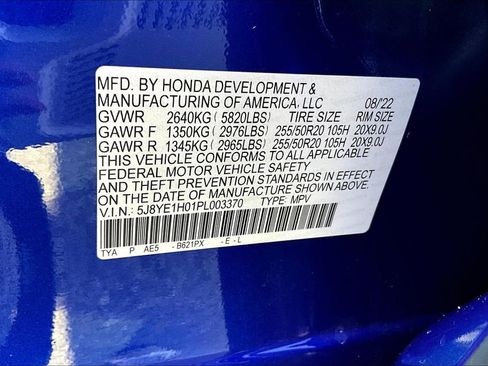 MFD. BY HONDA DEVELOPMENT &
MANUFACTURING OF AMERICA, LLC 08/'22
GVWR 2640KG (5820LBS) TIRE SIZE RIM SIZE
GAWR F 1350KG (2976LBS) 255/50R20 105H 20X9.0J
GAWR R 1345KG (2965LBS) 255/50R20 105H 20X9.0J
THIS VEHICLE CONFORMS TO ALL APPLICABLE
FEDERAL MOTOR VEHICLE SAFETY
AND THEFT PREVENTION STANDARDS IN EFFECT
ON THE DATE OF MANUFACTURE SHOWN ABOVE.
V.I.N.: 5J8YE1H01PL003370 TYPE: MPV
TYA P AE5 - B621PX - E - L